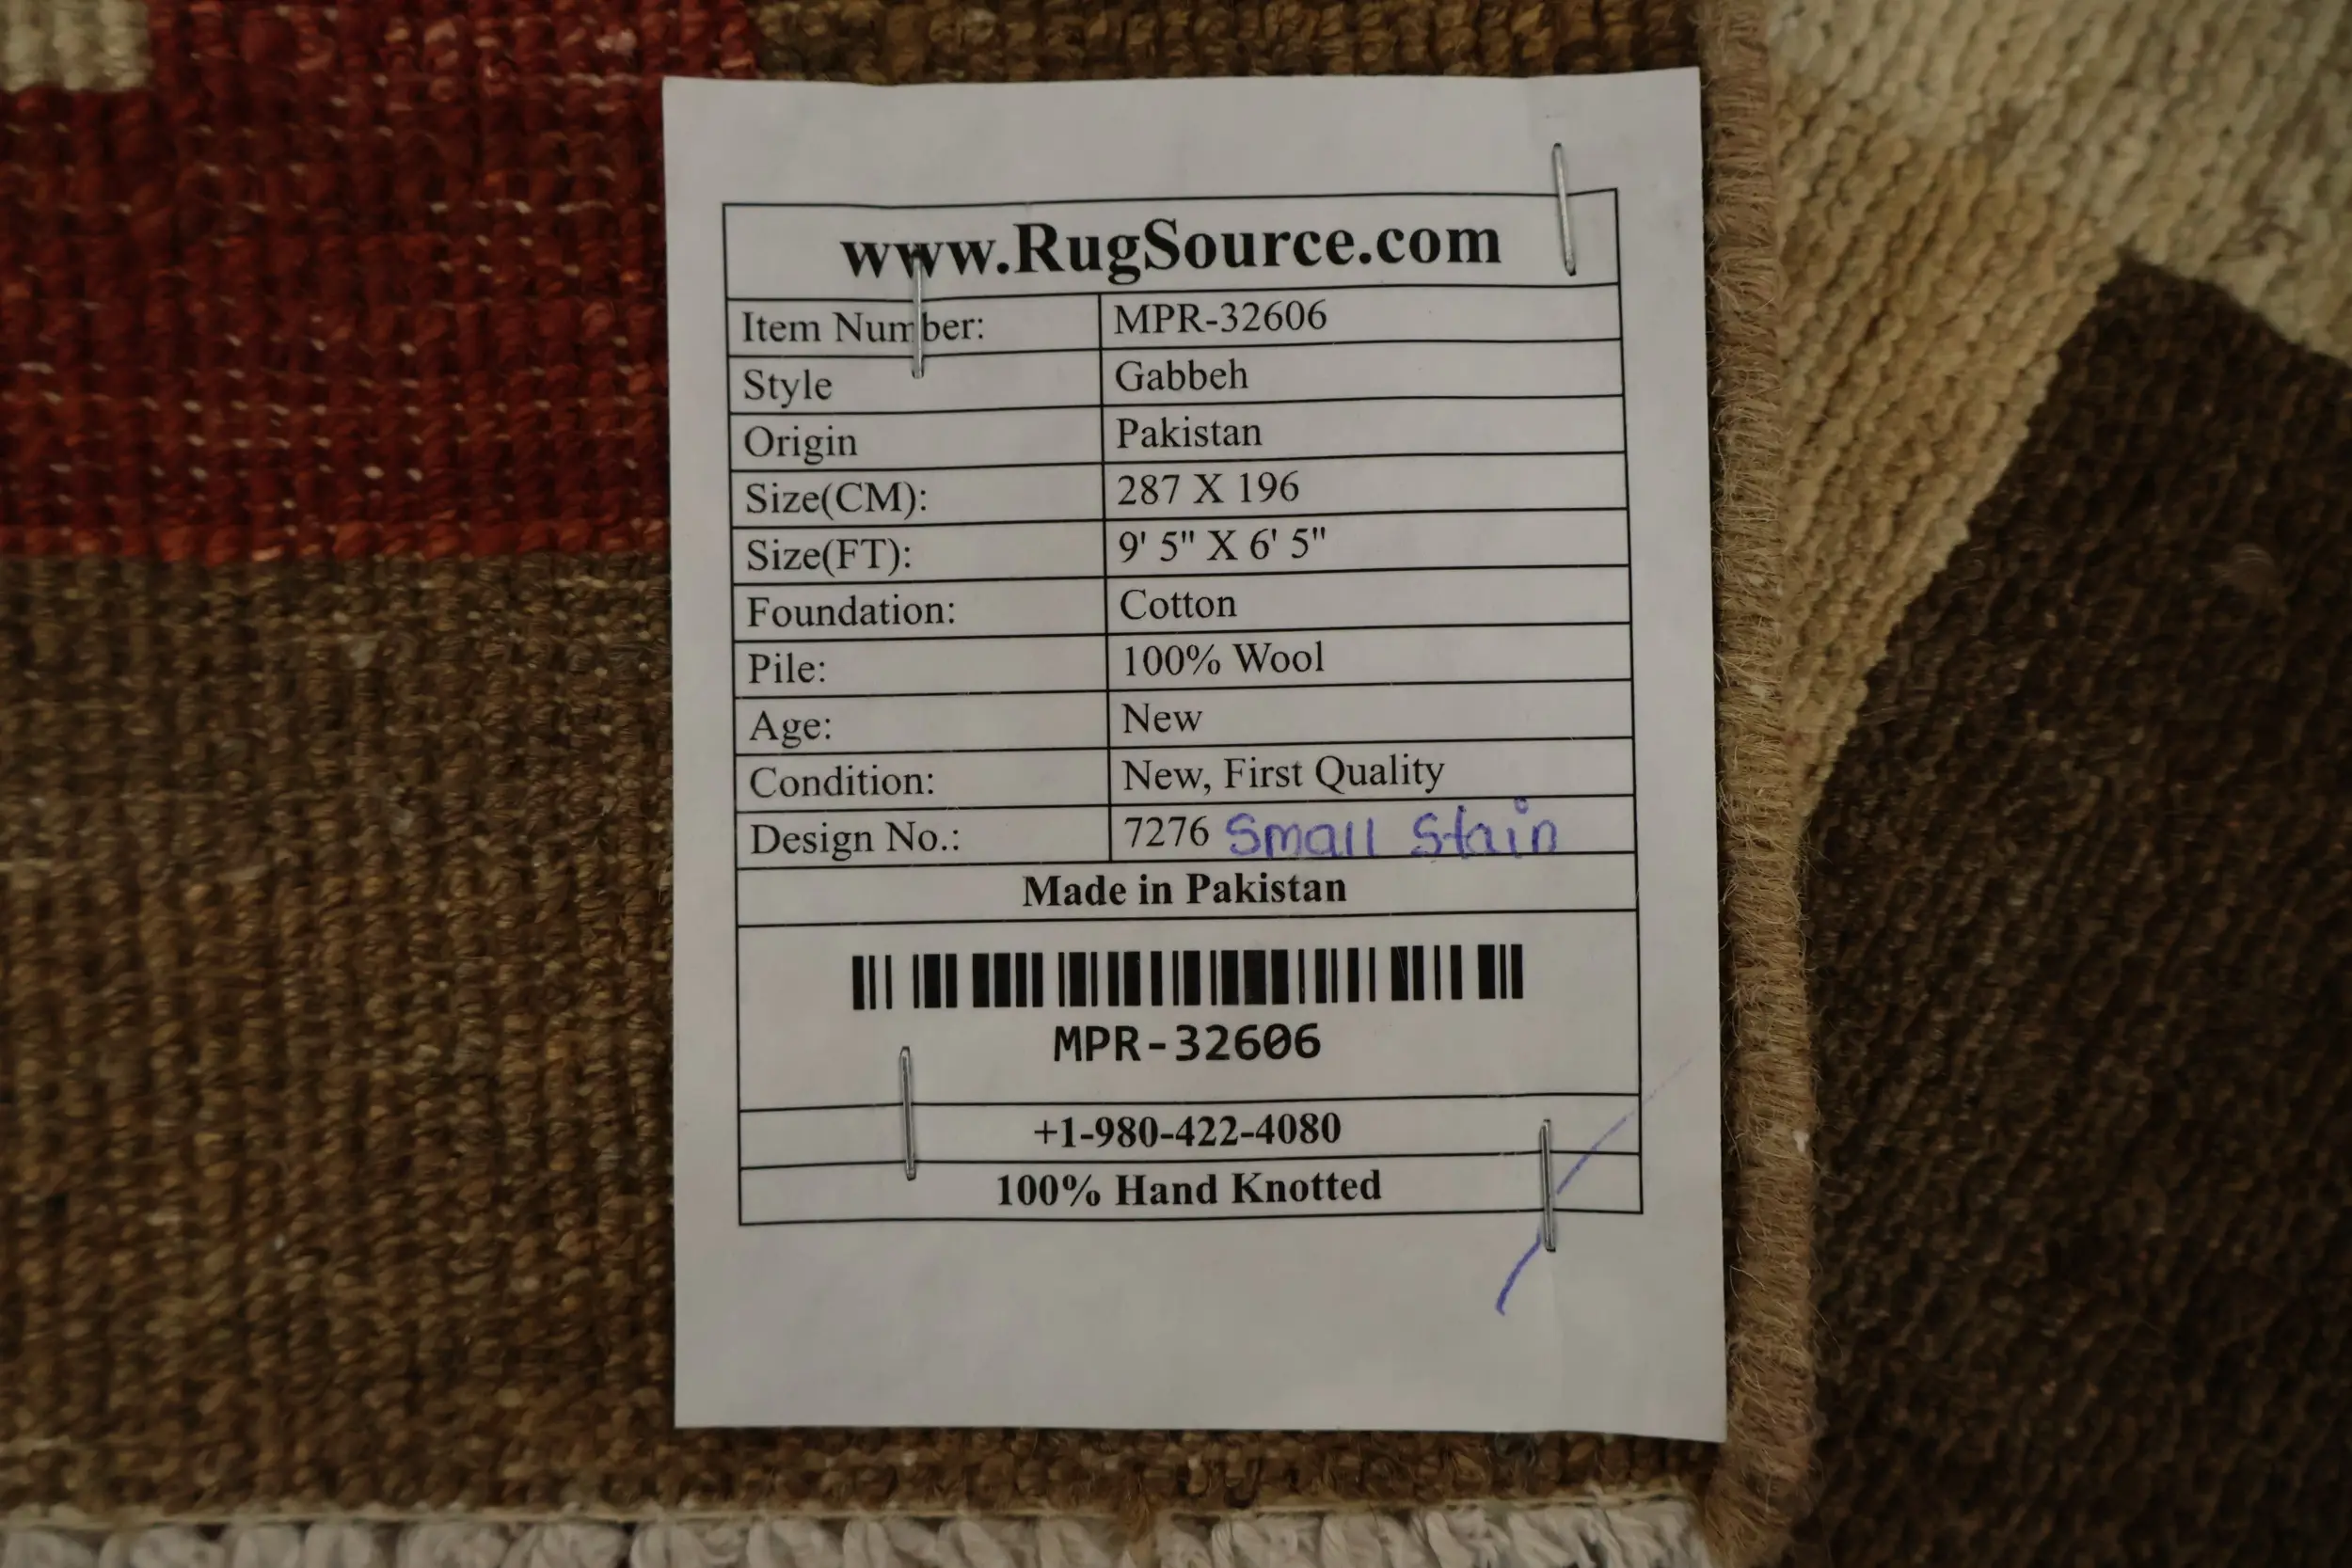 www.RugSource.com
Item Number: MPR-32606
Style Gabbeh
Origin Pakistan
Size(CM): 287 X 196
Size(FT): 9' 5" X 6' 5"
Foundation: Cotton
Pile: 100% Wool
Age: New
Condition: New, First Quality
Design No.: 7276 Small Stain
Made in Pakistan
MPR-32606
+1-980-422-4080
100% Hand Knotted